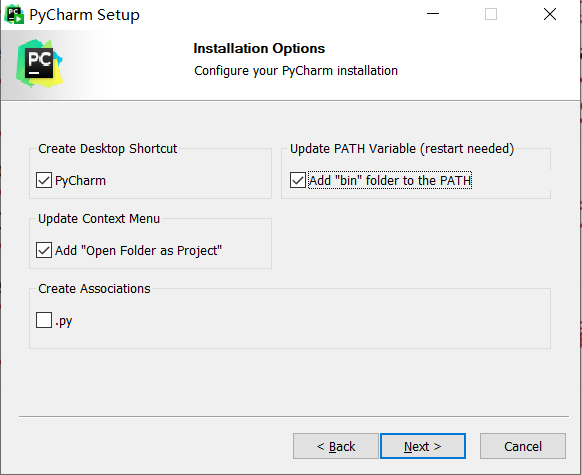 PyCharm Setup
PC
Installation Options
Configure your PyCharm installation
Create Desktop Shortcut
PyCharm
Update PATH Variable (restart needed)
Add "bin" folder to the PATH
Update Context Menu
Add "Open Folder as Project"
Create Associations
.py
< Back
Next >
Cancel